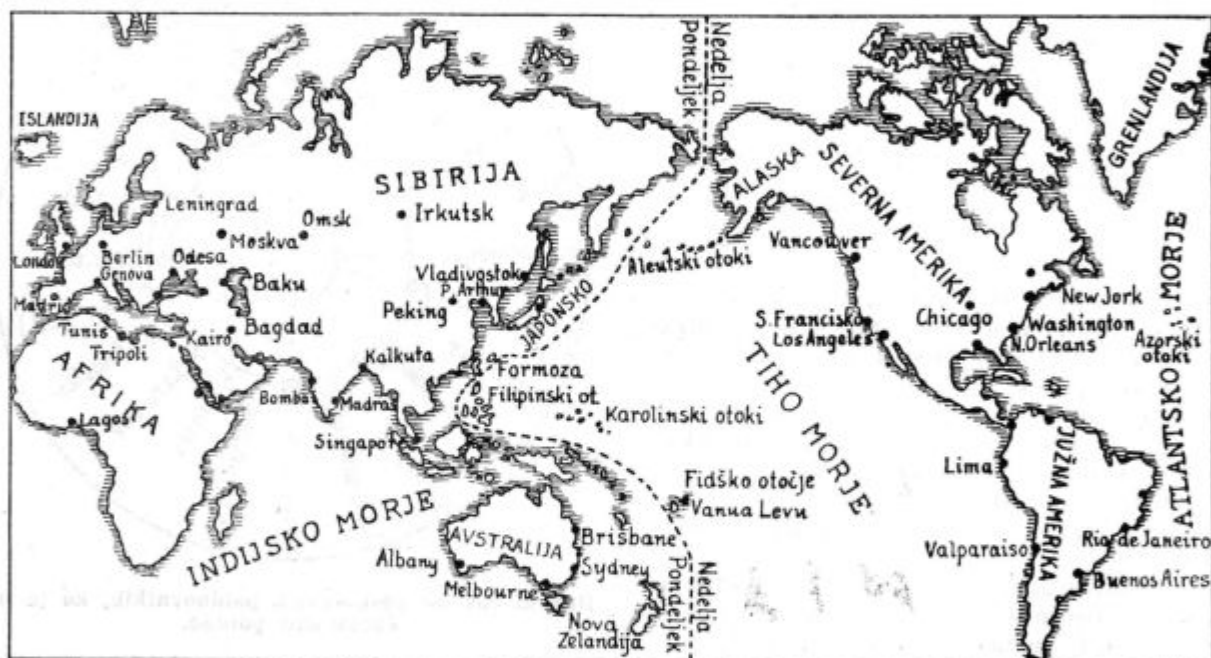 Nedelja
Pondeljek
ISLANDIJA
GRENLANDIJA
SIBIRIJA
ALASKA
SEVERNA AMERIKA
Leningrad
Omsk
Irkutsk
Moskva
London
Berlin
Genova
Odesa
Vancouver
Aleutski otoki
Vladivostok
P. Arthur
Baku
Peking
JAPONSKO
Madrid
New York
Chicago
Washington
S. Francisko
Los Angeles
N. Orleans
Azorski
otoki
Tunis
Tripoli
Kairo
Bagdad
Kalkuta
Formoza
TIHO MORJE
ATLANTSKO MORJE
AFRIKA
Bombay
Madras
Filipinski ot.
Karolinski otoki
Lagos
Singapor
Lima
JUŽNA AMERIKA
Fidško otočje
Vanua Levu
INDIJSKO MORJE
AVSTRALIJA
Brisbane
Albany
Sydney
Melbourne
Valparaiso
Rio de Janeiro
Buenos Aires
Nova
Zelandija
Nedelja
Pondeljek